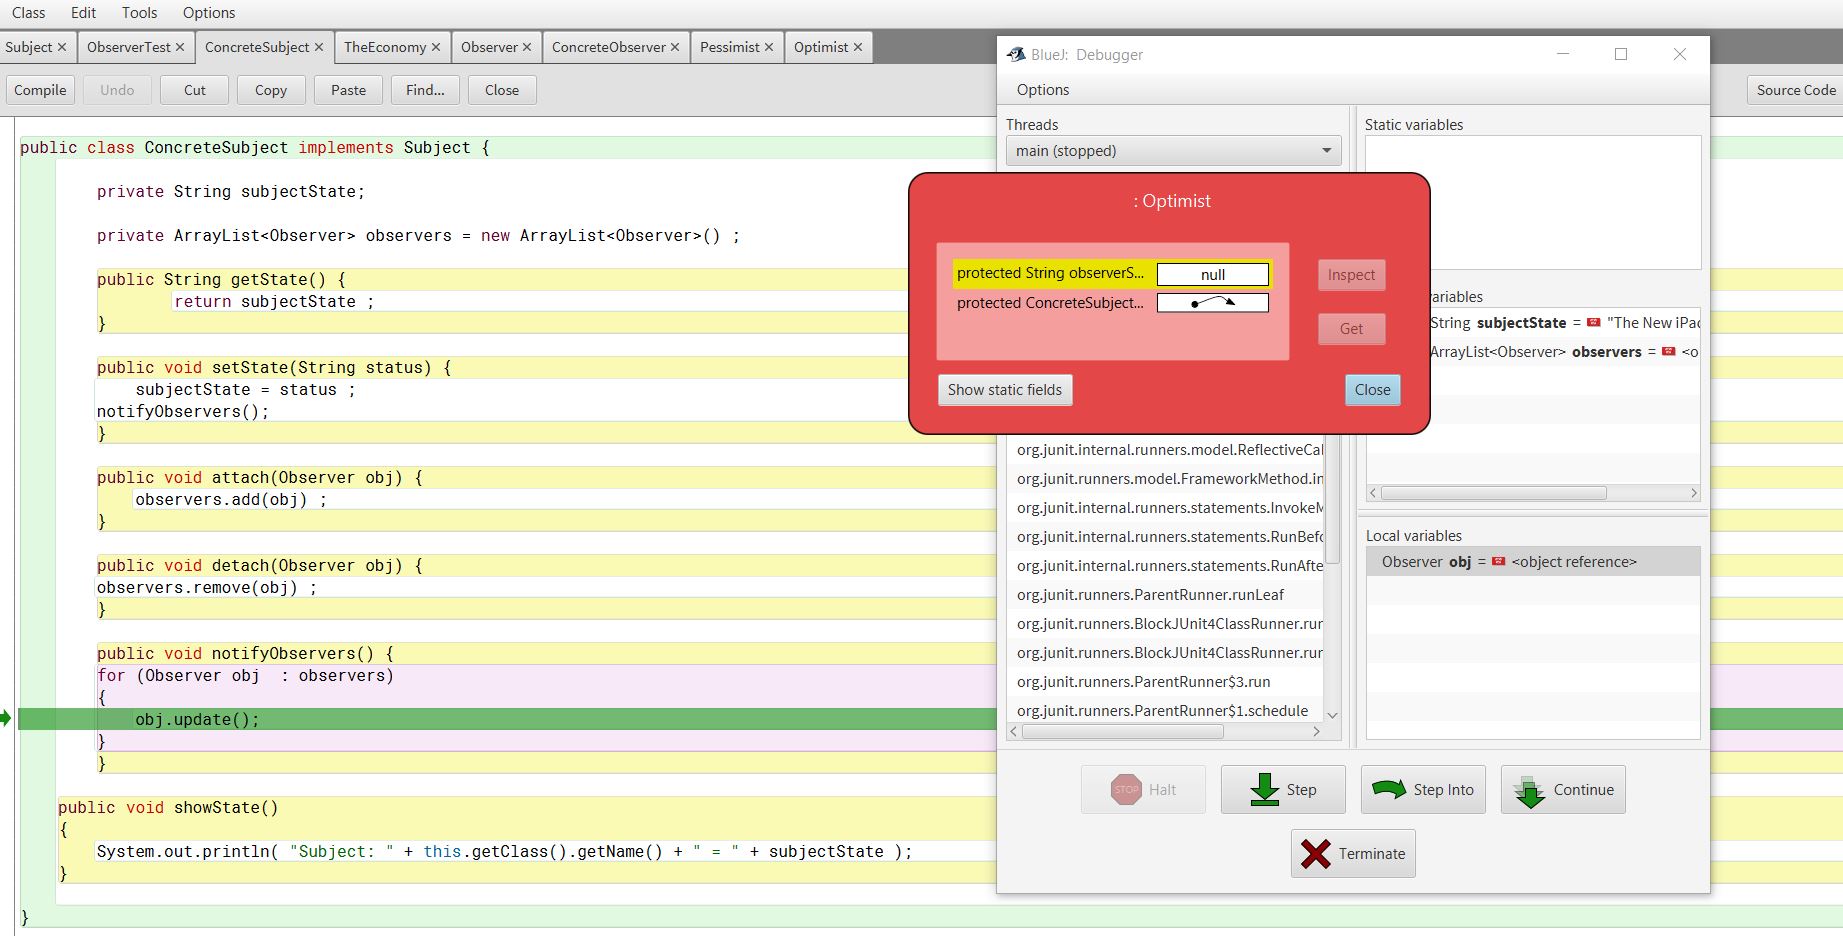 Class Edit Tools Options
Subject × ObserverTest × ConcreteSubject × TheEconomy × Observer × ConcreteObserver × Pessimist × Optimist ×
Compile Undo Cut Copy Paste Find... Close Source Code
public class ConcreteSubject implements Subject {
private String subjectState;
private ArrayList<Observer> observers = new ArrayList<Observer>() ;
public String getState() {
return subjectState ;
}
public void setState(String status) {
subjectState = status ;
notifyObservers();
}
public void attach(Observer obj) {
observers.add(obj) ;
}
public void detach(Observer obj) {
observers.remove(obj) ;
}
public void notifyObservers() {
for (Observer obj  : observers)
{
obj.update();
}
}
public void showState()
{
System.out.println( "Subject: " + this.getClass().getName() + " = " + subjectState );
}
}
BlueJ: Debugger
Options
Threads
main (stopped)
Static variables
: Optimist
protected String observerS... null
protected ConcreteSubject...
Inspect
Get
Show static fields
Close
variables
String subjectState = "The New iPac
ArrayList<Observer> observers = <o
org.junit.internal.runners.model.ReflectiveCal
org.junit.runners.model.FrameworkMethod.in
org.junit.internal.runners.statements.InvokeM
org.junit.internal.runners.statements.RunBefo
org.junit.internal.runners.statements.RunAfte
org.junit.runners.ParentRunner.runLeaf
org.junit.runners.BlockJUnit4ClassRunner.run
org.junit.runners.BlockJUnit4ClassRunner.run
org.junit.runners.ParentRunner$3.run
org.junit.runners.ParentRunner$1.schedule
Local variables
Observer obj = <object reference>
STOP Halt
Step
Step Into
Continue
Terminate